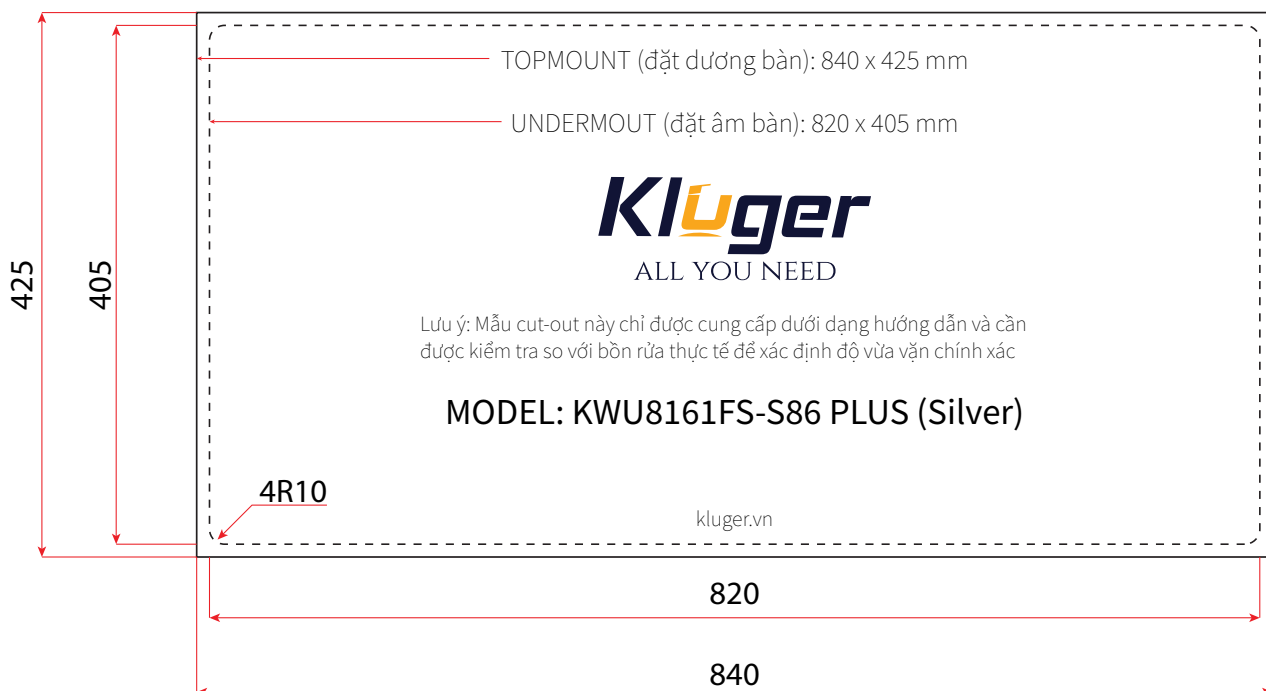 TOPMOUNT (đặt dương bàn): 840 x 425 mm
UNDERMOUT (đặt âm bàn): 820 x 405 mm
Kluger
ALL YOU NEED
425
405
Lưu ý: Mẫu cut-out này chỉ được cung cấp dưới dạng hướng dẫn và cần
được kiểm tra so với bồn rửa thực tế để xác định độ vừa vặn chính xác
MODEL: KWU8161FS-S86 PLUS (Silver)
4R10
kluger.vn
820
840